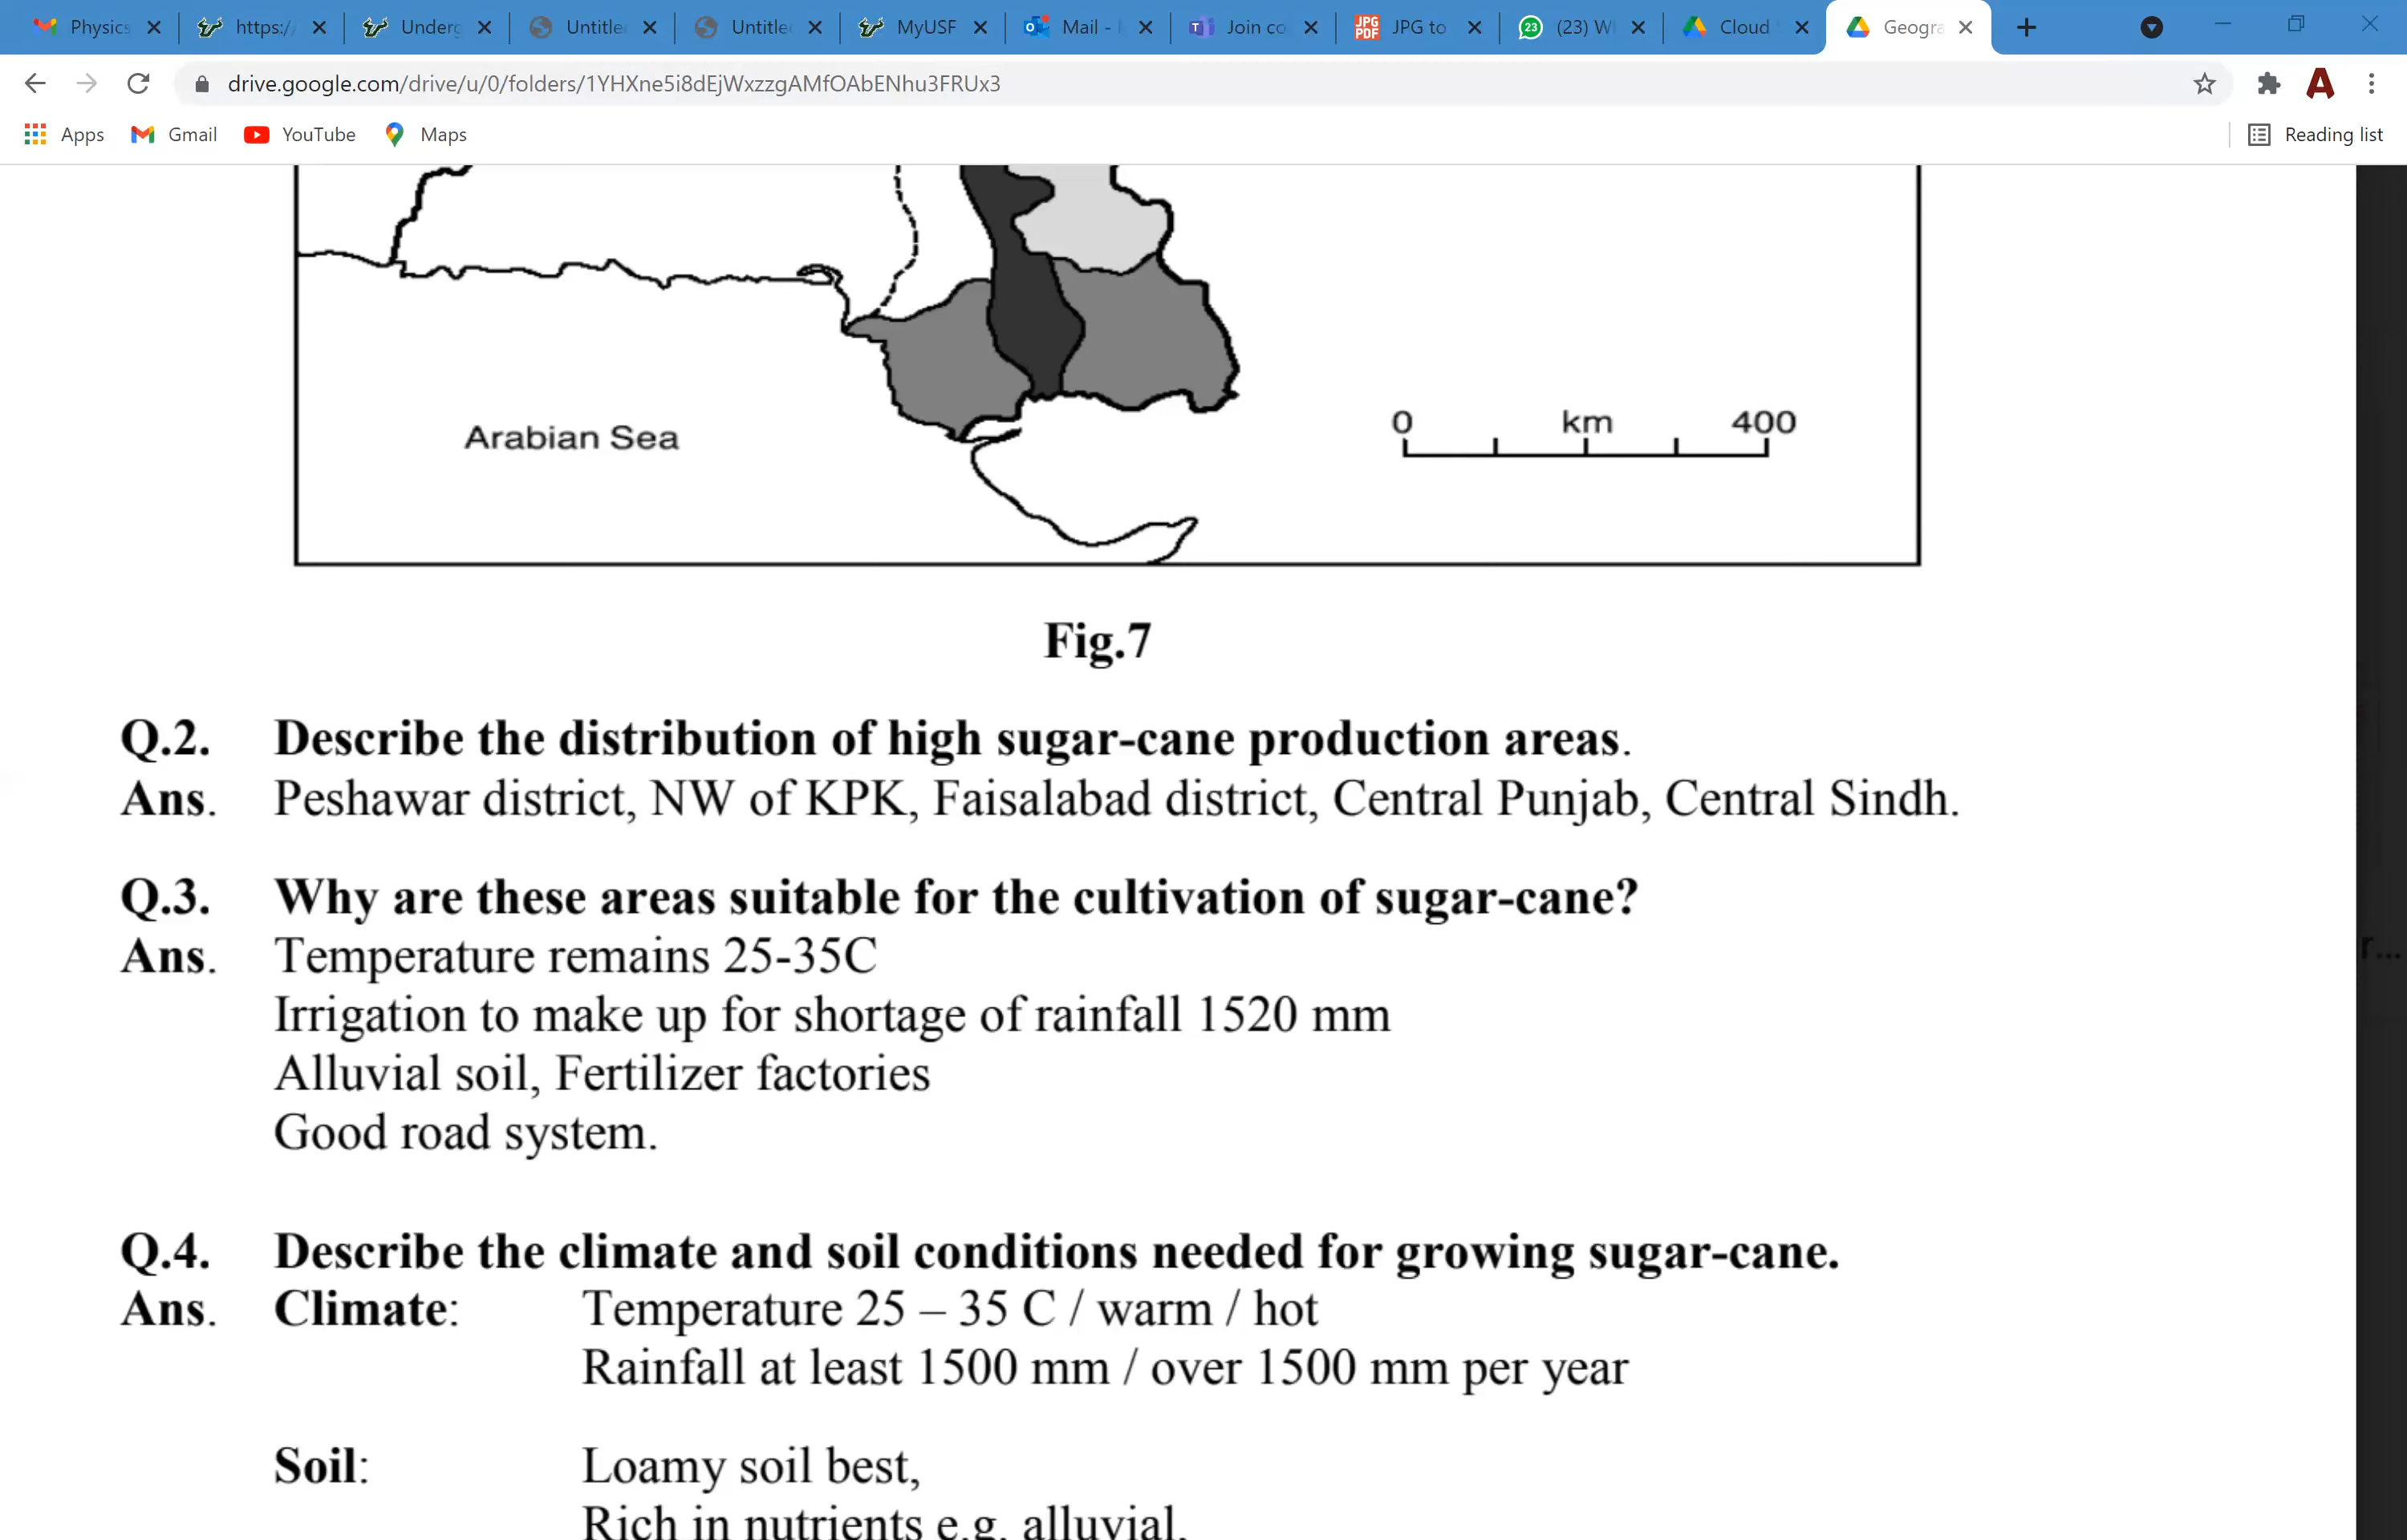 Physics
https:/
Underg
Untitle
Untitle
MyUSF
Mail -
Join co
JPG PDF
JPG to
23
(23) W
Cloud
Geogra
drive.google.com/drive/u/0/folders/1YHXne5i8dEjWxzzgAMfOAbENhu3FRUx3
A
Apps
Gmail
YouTube
Maps
Reading list
Arabian Sea
0 km 400
Fig.7
Q.2. Describe the distribution of high sugar-cane production areas.
Ans. Peshawar district, NW of KPK, Faisalabad district, Central Punjab, Central Sindh.
Q.3. Why are these areas suitable for the cultivation of sugar-cane?
Ans. Temperature remains 25-35C
Irrigation to make up for shortage of rainfall 1520 mm
Alluvial soil, Fertilizer factories
Good road system.
Q.4. Describe the climate and soil conditions needed for growing sugar-cane.
Ans. Climate: Temperature 25 – 35 C / warm / hot
Rainfall at least 1500 mm / over 1500 mm per year
Soil: Loamy soil best,
Rich in nutrients e.g. alluvial,